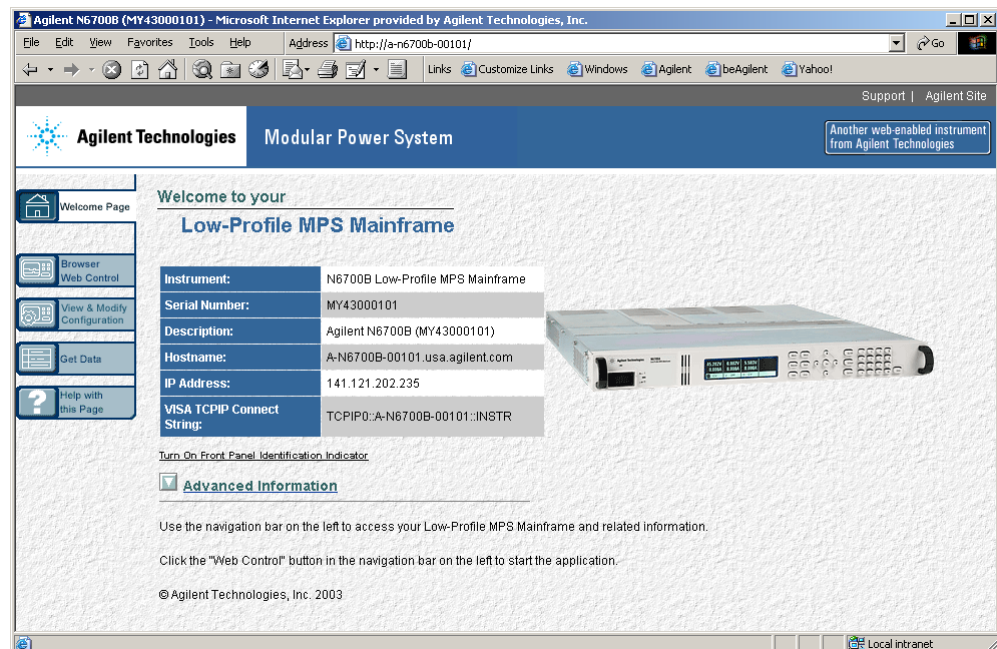 Agilent N6700B (MY43000101) - Microsoft Internet Explorer provided by Agilent Technologies, Inc.
File Edit View Favorites Tools Help Address http://a-n6700b-00101/ Go
Links Customize Links Windows Agilent beAgilent Yahoo!
Support | Agilent Site
Agilent Technologies Modular Power System
Another web-enabled instrument
from Agilent Technologies
Welcome Page
Browser
Web Control
View & Modify
Configuration
Get Data
Help with
this Page
Welcome to your
Low-Profile MPS Mainframe
Instrument: N6700B Low-Profile MPS Mainframe
Serial Number: MY43000101
Description: Agilent N6700B (MY43000101)
Hostname: A-N6700B-00101.usa.agilent.com
IP Address: 141.121.202.235
VISA TCPIP Connect
String: TCPIP0::A-N6700B-00101::INSTR
Turn On Front Panel Identification Indicator
Advanced Information
Use the navigation bar on the left to access your Low-Profile MPS Mainframe and related information.
Click the "Web Control" button in the navigation bar on the left to start the application.
© Agilent Technologies, Inc. 2003
Local intranet